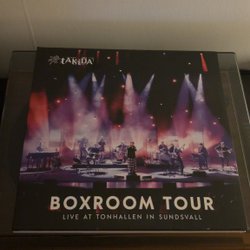 tAKiDA
BOXROOM TOUR
LIVE AT TONHALLEN IN SUNDSVALL